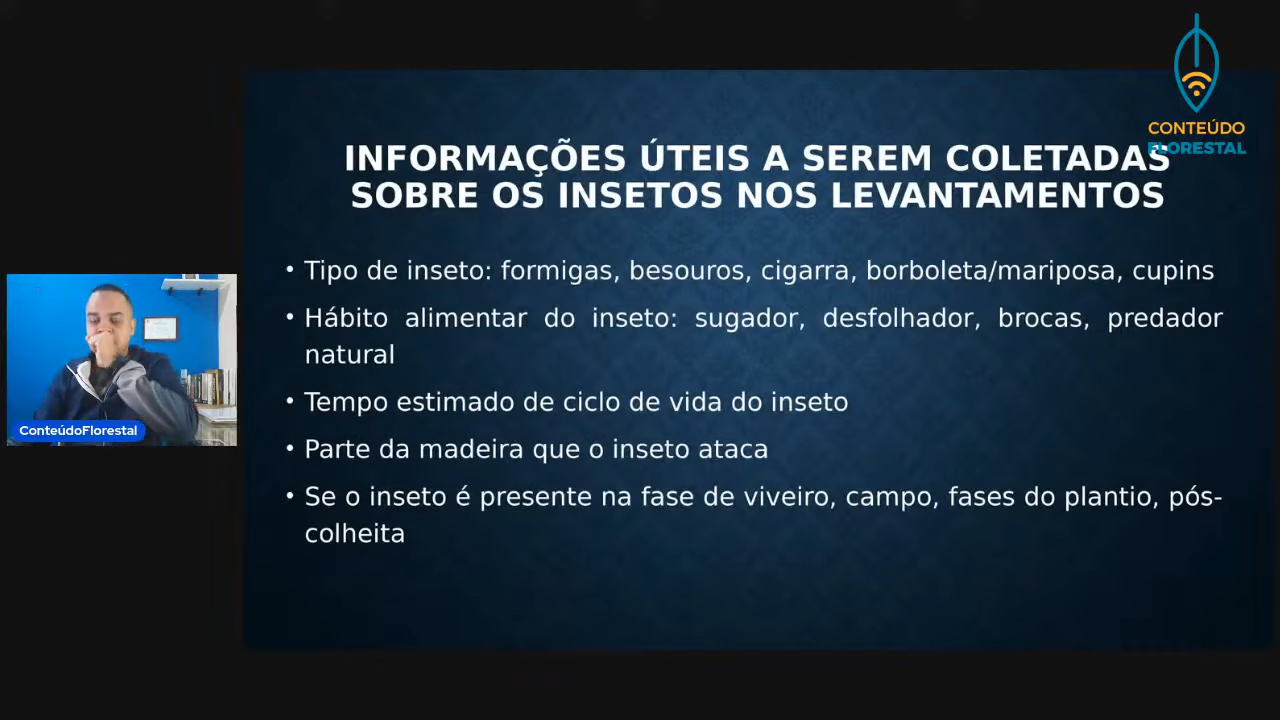 CONTEÚDO
FLORESTAL
INFORMAÇÕES ÚTEIS A SEREM COLETADAS
SOBRE OS INSETOS NOS LEVANTAMENTOS
• Tipo de inseto: formigas, besouros, cigarra, borboleta/mariposa, cupins
• Hábito alimentar do inseto: sugador, desfolhador, brocas, predador
natural
• Tempo estimado de ciclo de vida do inseto
• Parte da madeira que o inseto ataca
• Se o inseto é presente na fase de viveiro, campo, fases do plantio, pós-
colheita
ConteúdoFlorestal